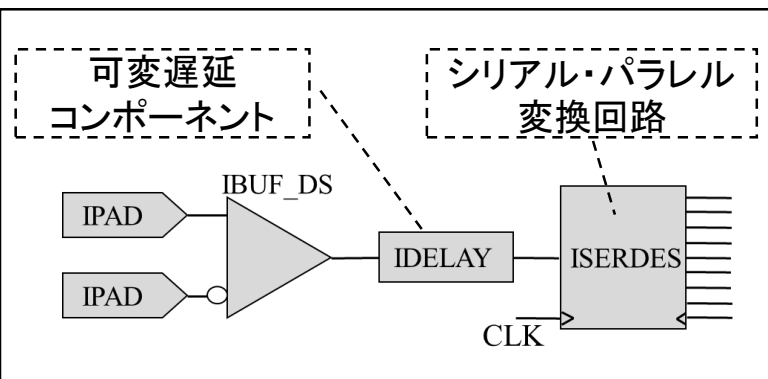 可変遅延
コンポーネント
シリアル・パラレル
変換回路
IBUF_DS
IPAD
IPAD
IDELAY
ISERDES
CLK